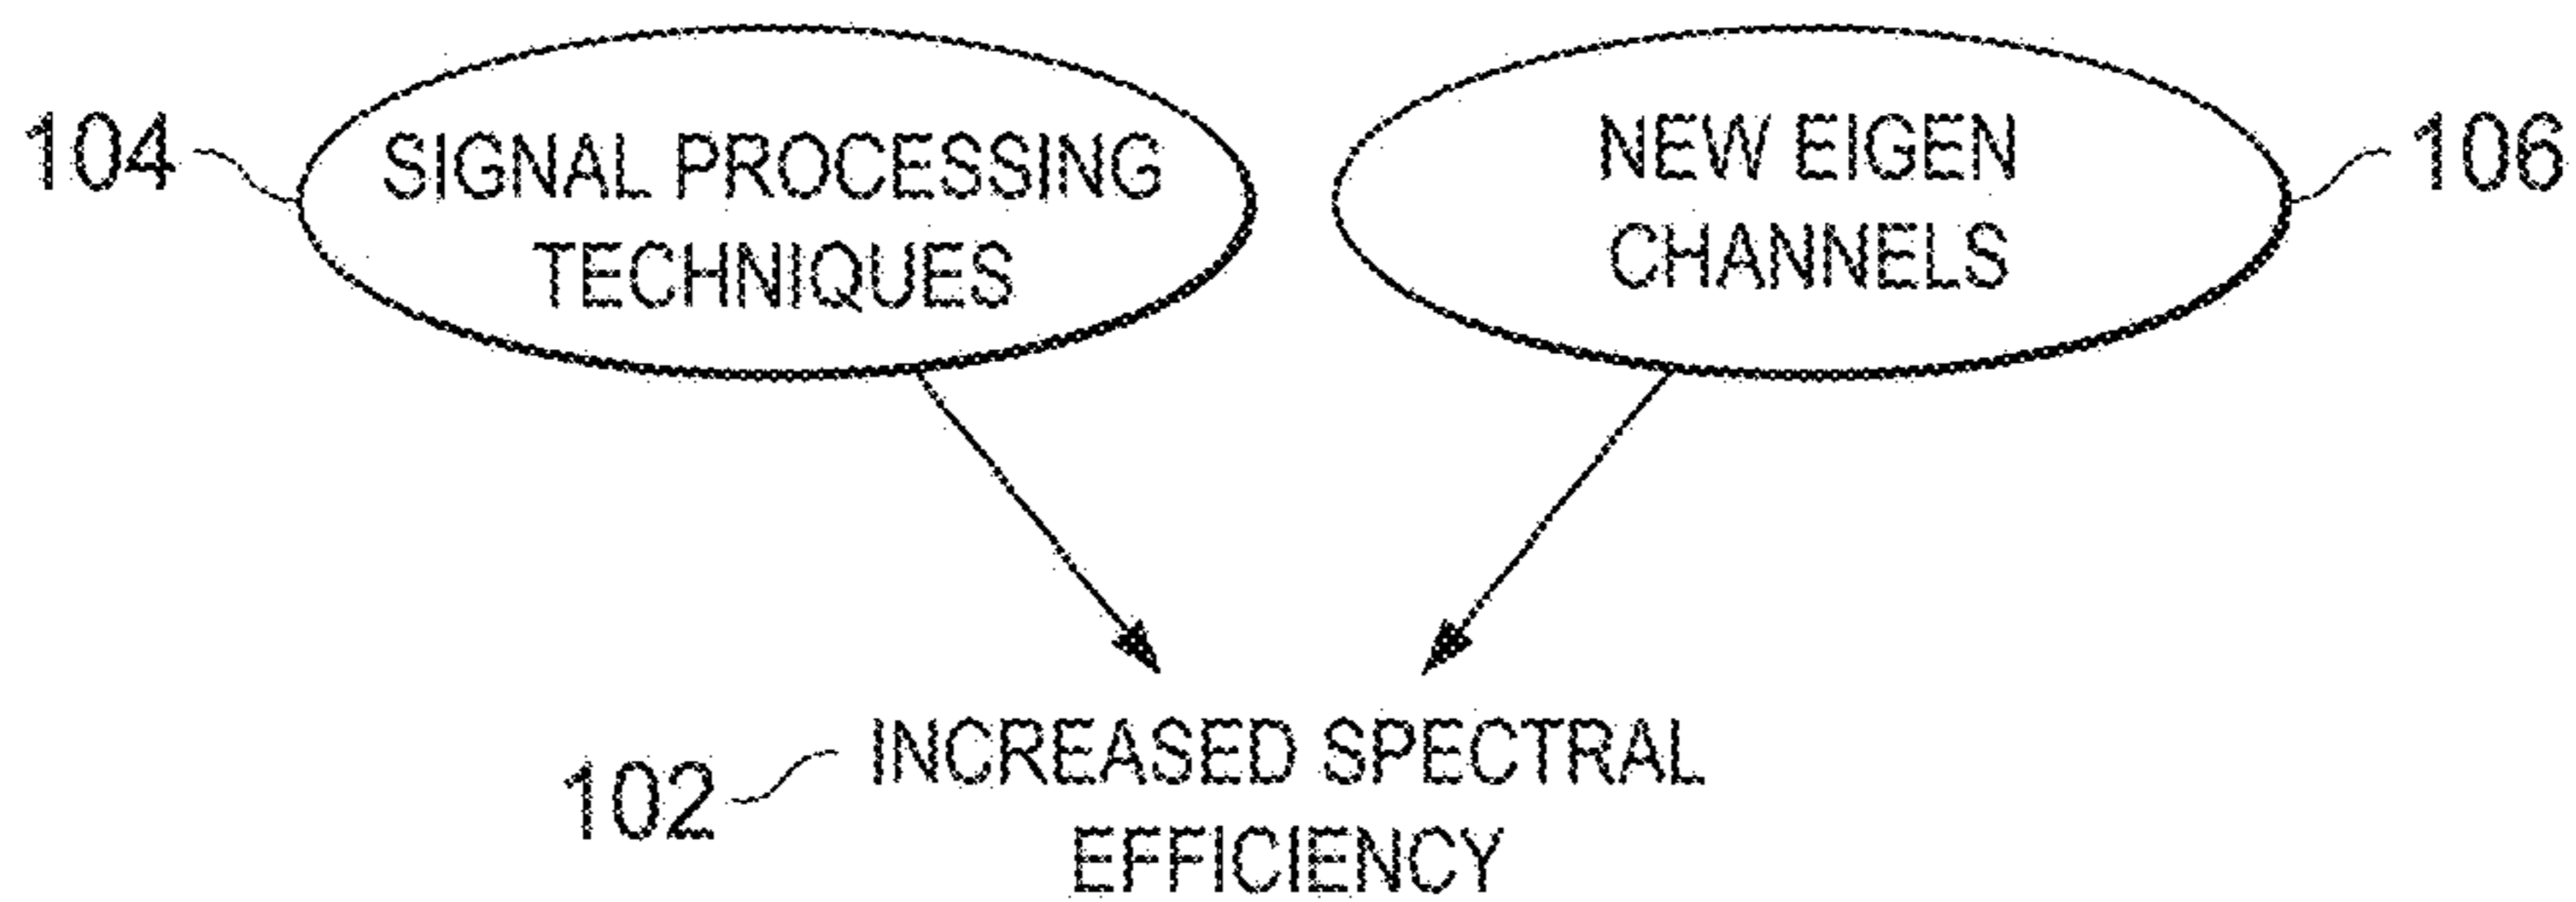 104
SIGNAL PROCESSING
TECHNIQUES
NEW EIGEN
CHANNELS
106
102
INCREASED SPECTRAL
EFFICIENCY